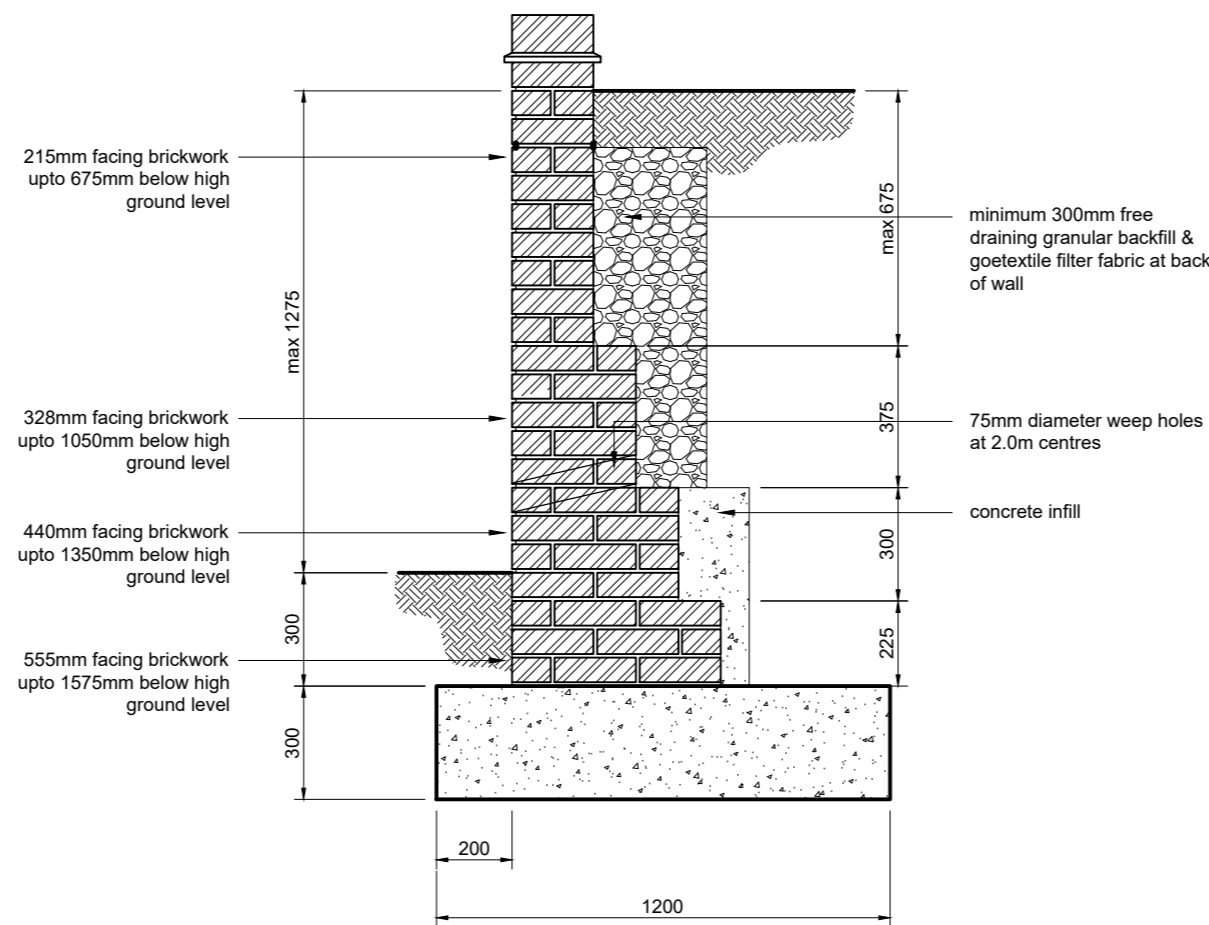 215mm facing brickwork
upto 675mm below high
ground level
328mm facing brickwork
upto 1050mm below high
ground level
440mm facing brickwork
upto 1350mm below high
ground level
555mm facing brickwork
upto 1575mm below high
ground level
max 1275
300
300
max 675
375
300
225
minimum 300mm free
draining granular backfill &
goetextile filter fabric at back
of wall
75mm diameter weep holes
at 2.0m centres
concrete infill
200
1200